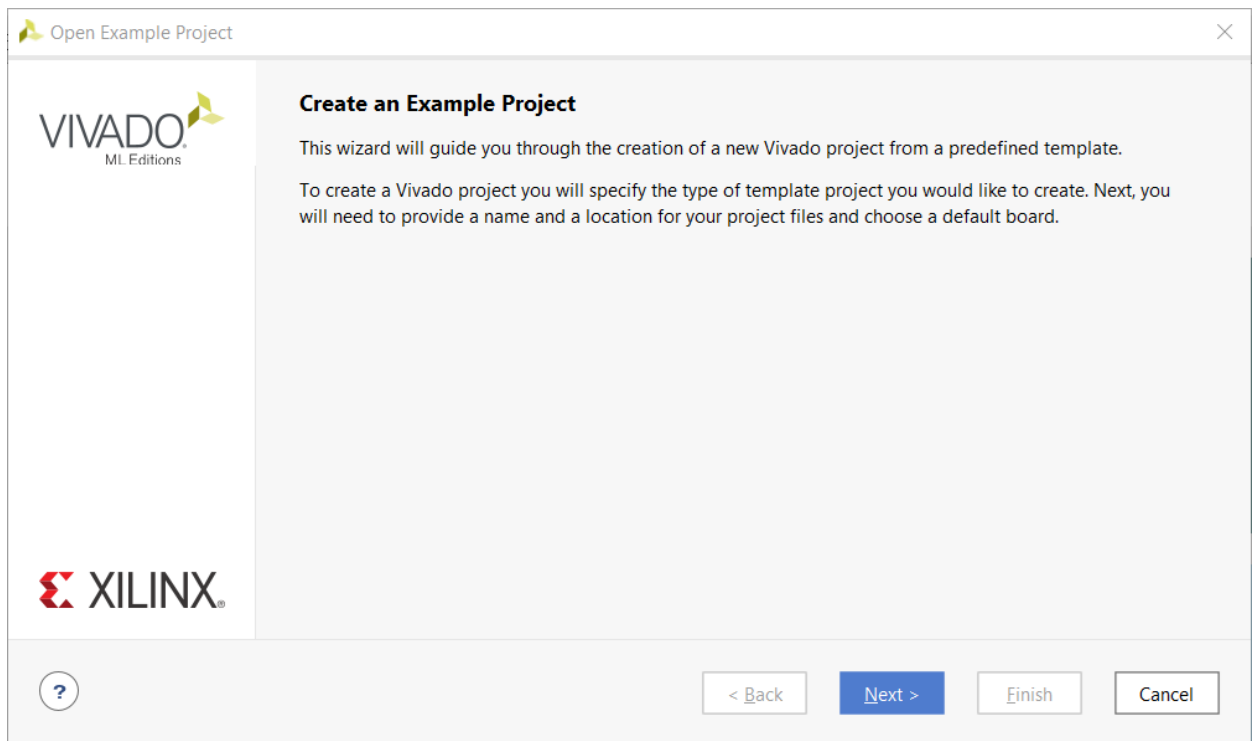 Open Example Project
VIVADO.
ML Editions
Create an Example Project
This wizard will guide you through the creation of a new Vivado project from a predefined template.
To create a Vivado project you will specify the type of template project you would like to create. Next, you
will need to provide a name and a location for your project files and choose a default board.
XILINX®
?
< Back
Next >
Finish
Cancel